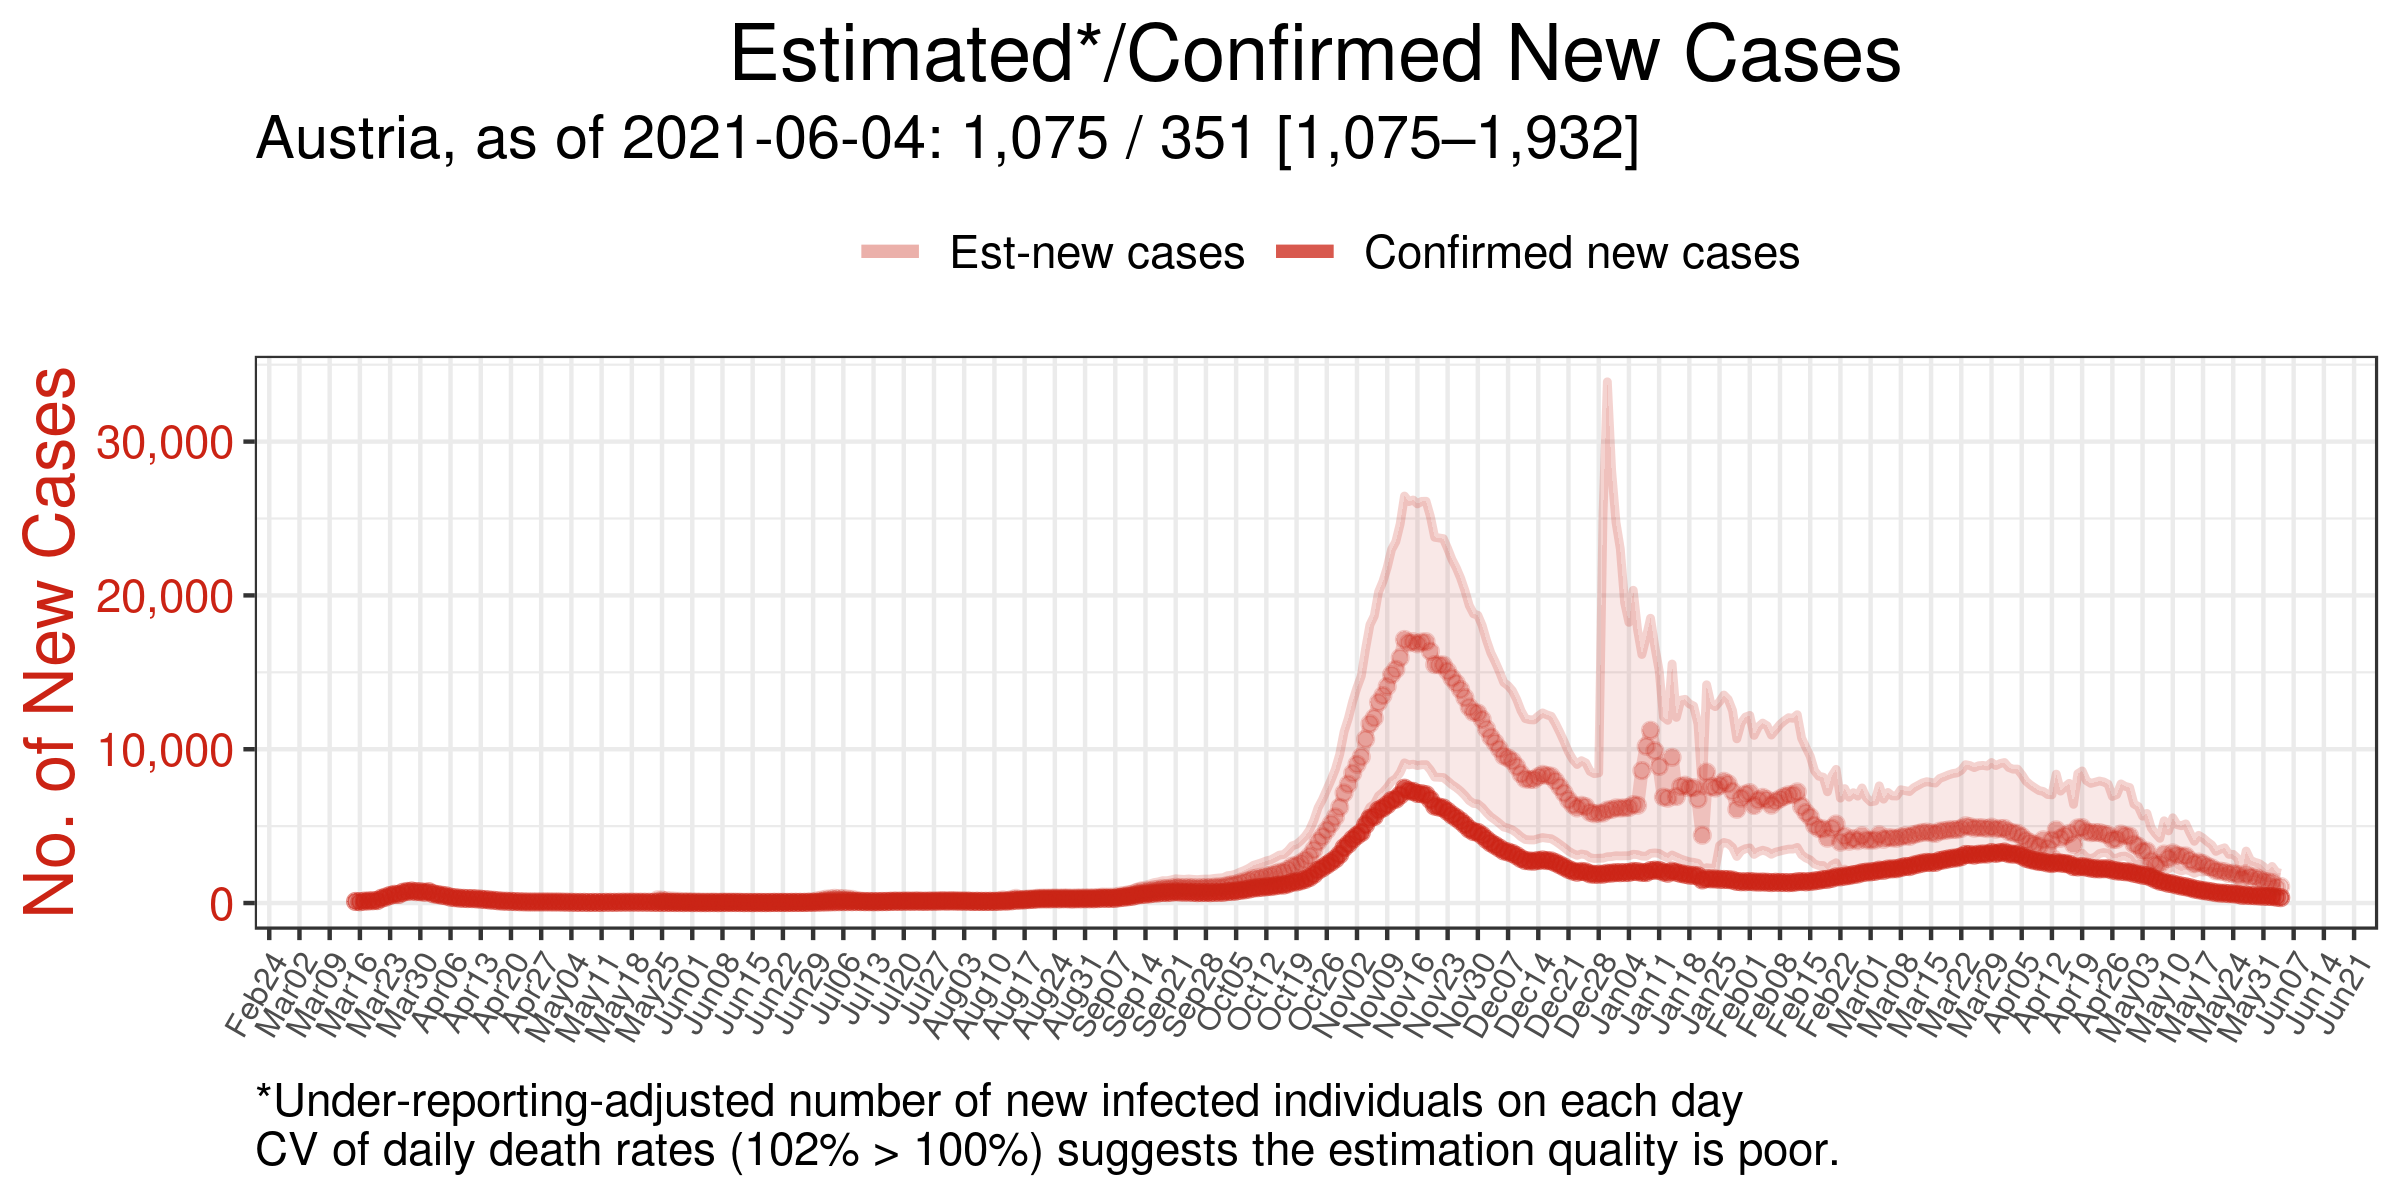 Estimated*/Confirmed New Cases
Austria, as of 2021-06-04: 1,075 / 351 [1,075–1,932]
Est-new cases
Confirmed new cases
No. of New Cases
30,000
20,000
10,000
0
Feb24
Mar02
Mar09
Mar16
Mar23
Mar30
Apr06
Apr13
Apr20
Apr27
May04
May11
May18
May25
Jun01
Jun08
Jun15
Jun22
Jun29
Jul06
Jul13
Jul20
Jul27
Aug03
Aug10
Aug17
Aug24
Aug31
Sep07
Sep14
Sep21
Sep28
Oct05
Oct12
Oct19
Oct26
Nov02
Nov09
Nov16
Nov23
Nov30
Dec07
Dec14
Dec21
Dec28
Jan04
Jan11
Jan18
Jan25
Feb01
Feb08
Feb15
Feb22
Mar01
Mar08
Mar15
Mar22
Mar29
Apr05
Apr12
Apr19
Apr26
May03
May10
May17
May24
May31
Jun07
Jun14
Jun21
*Under-reporting-adjusted number of new infected individuals on each day
CV of daily death rates (102% > 100%) suggests the estimation quality is poor.